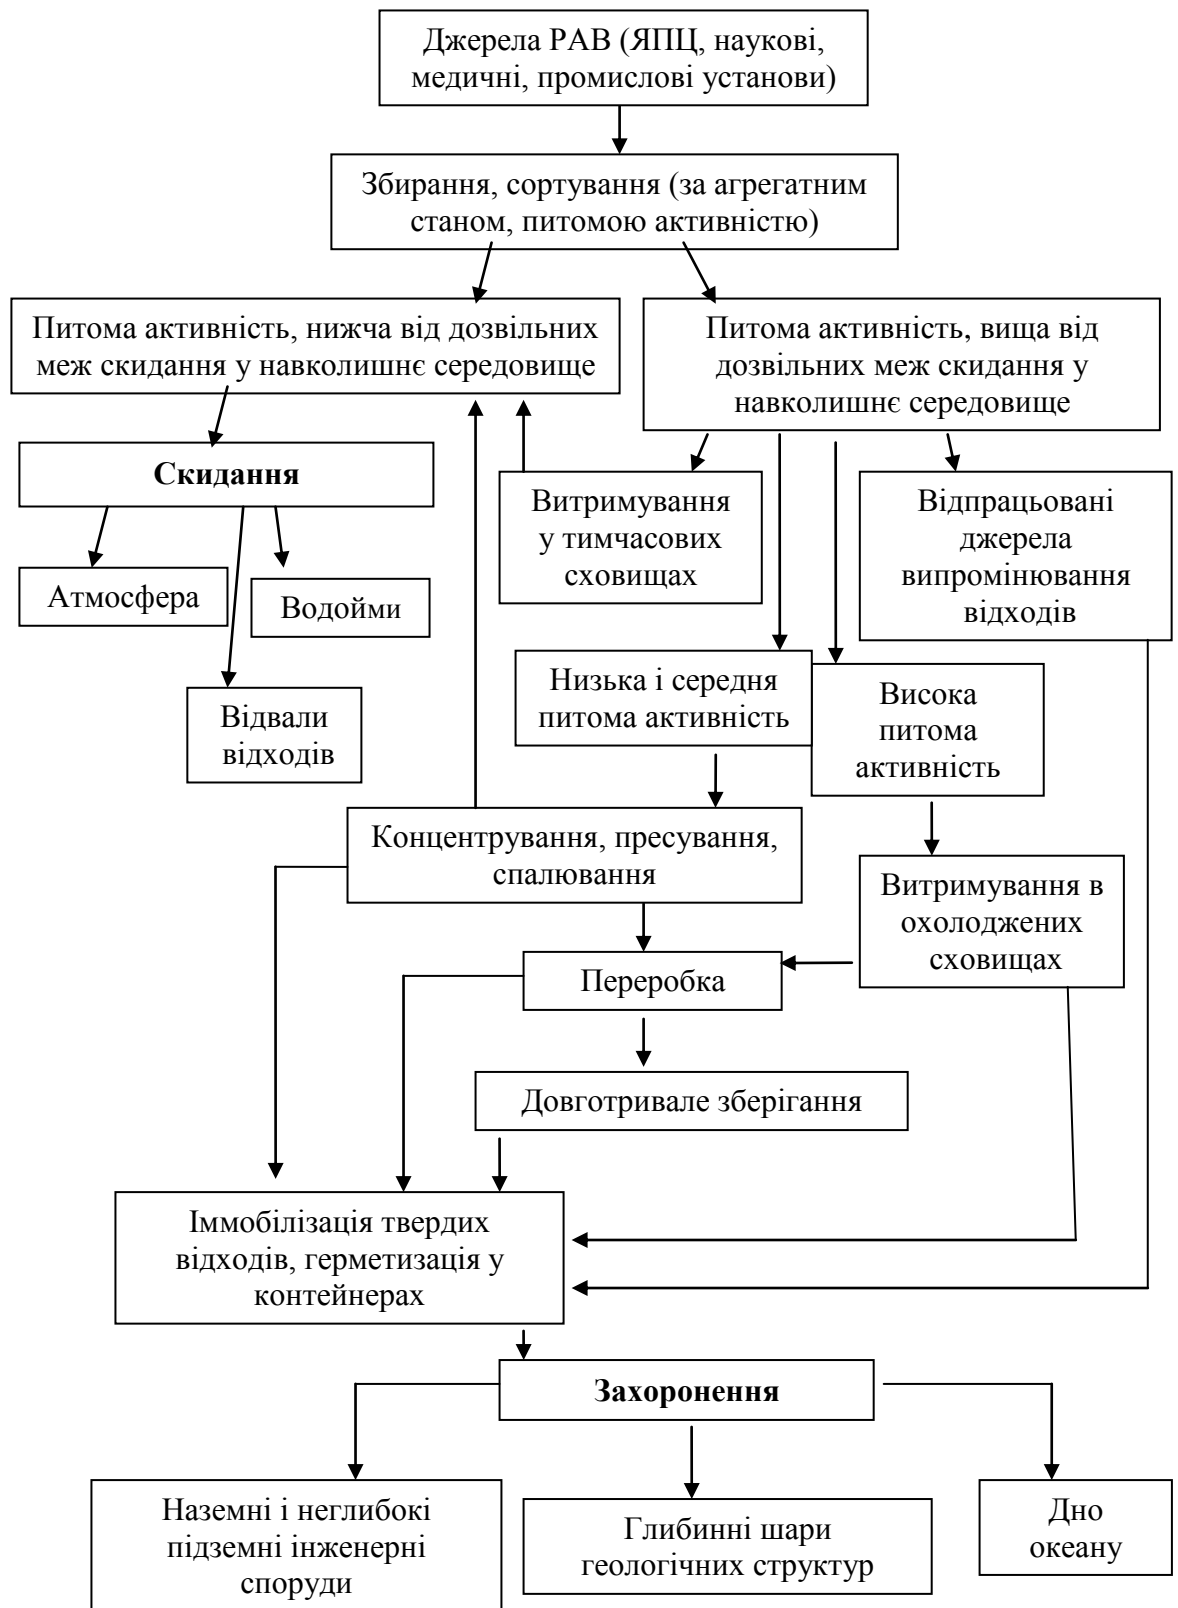 Джерела РАВ (ЯПЦ, наукові,
медичні, промислові установи)
Збирання, сортування (за агрегатним
станом, питомою активністю)
Питома активність, нижча від дозвільних
меж скидання у навколишнє середовище
Питома активність, вища від
дозвільних меж скидання у
навколишнє середовище
Скидання
Витримування
у тимчасових
сховищах
Відпрацьовані
джерела
випромінювання
відходів
Атмосфера
Водойми
Відвали
відходів
Низька і середня
питома активність
Висока
питома
активність
Концентрування, пресування,
спалювання
Витримування в
охолоджених
сховищах
Переробка
Довготривале зберігання
Іммобілізація твердих
відходів, герметизація у
контейнерах
Захоронення
Наземні і неглибокі
підземні інженерні
споруди
Глибинні шари
геологічних структур
Дно
океану